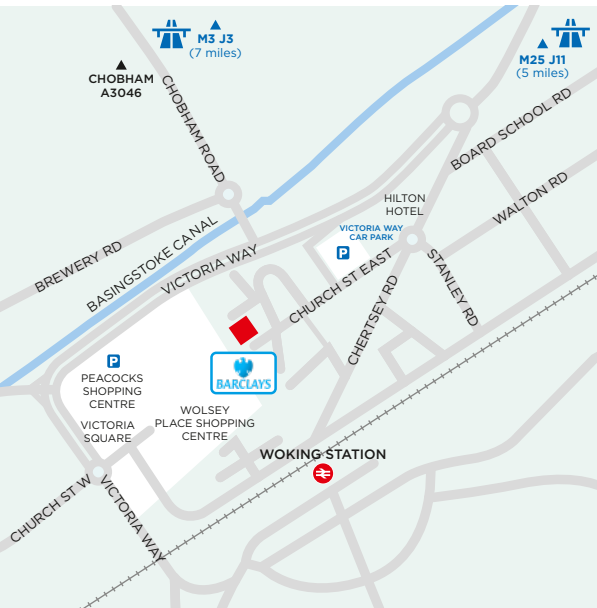 M3 J3
(7 miles)
M25 J11
(5 miles)
CHOBHAM
A3046
CHOBHAM ROAD
BOARD SCHOOL RD
WALTON RD
HILTON
HOTEL
VICTORIA WAY
CAR PARK
P
BREWERY RD
BASINGSTOKE CANAL
VICTORIA WAY
CHURCH ST EAST
STANLEY RD
CHERTSEY RD
P
PEACOCKS
SHOPPING
CENTRE
BARCLAYS
VICTORIA
SQUARE
WOLSEY
PLACE SHOPPING
CENTRE
WOKING STATION
CHURCH ST W
VICTORIA WAY